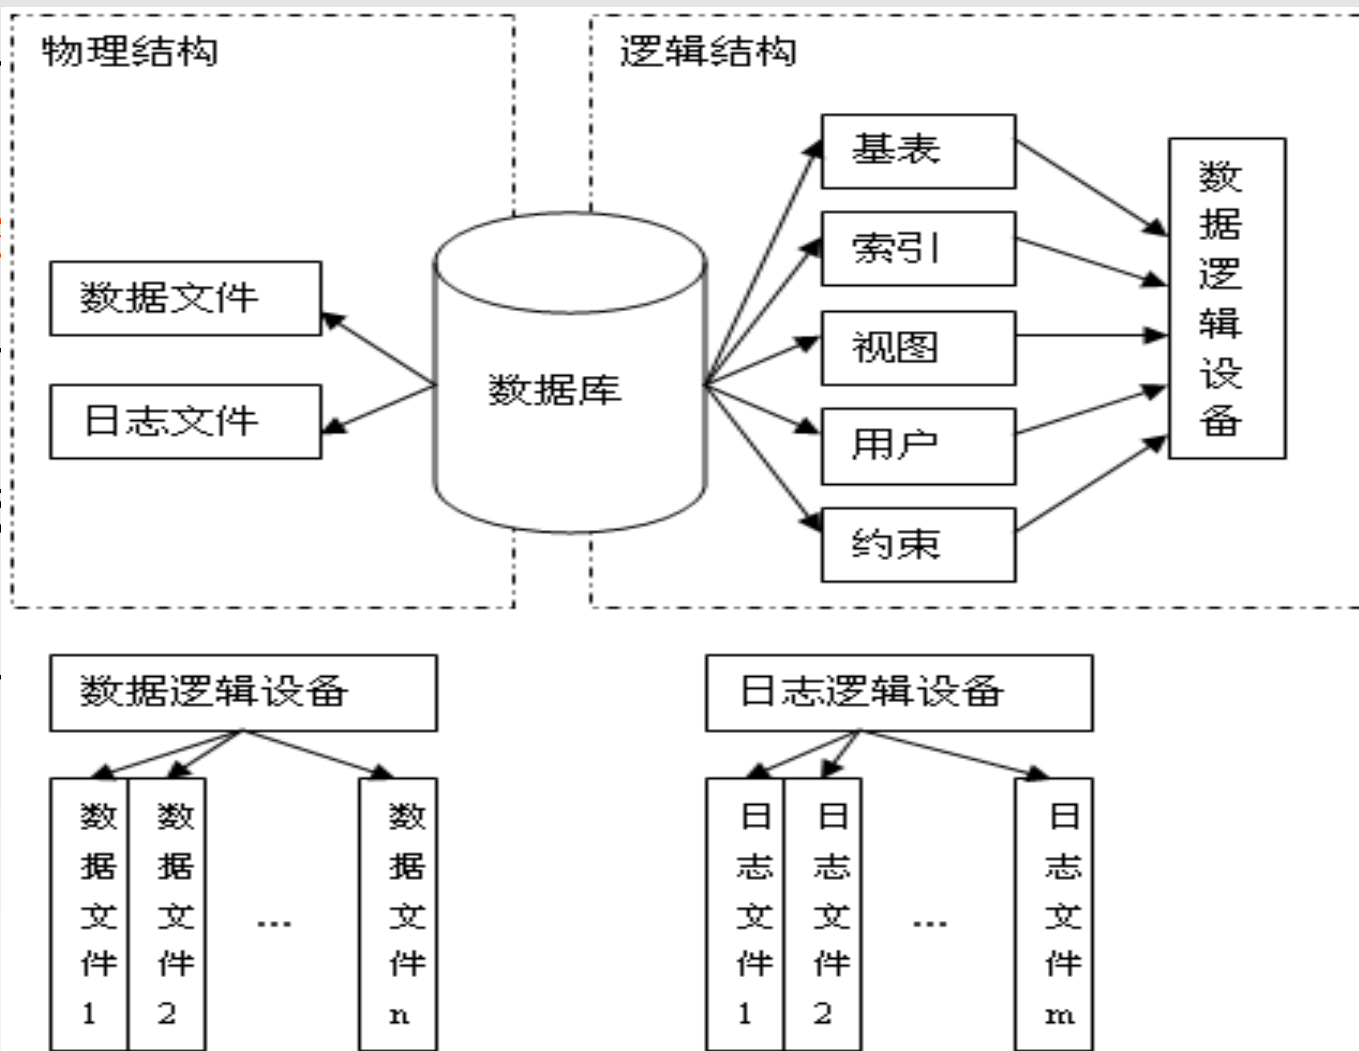 物理结构
逻辑结构
数据文件
日志文件
数据库
基表
索引
视图
用户
约束
数据逻辑设备
数据逻辑设备
数据文件1
数据文件2
...
数据文件n
日志逻辑设备
日志文件1
日志文件2
...
日志文件m